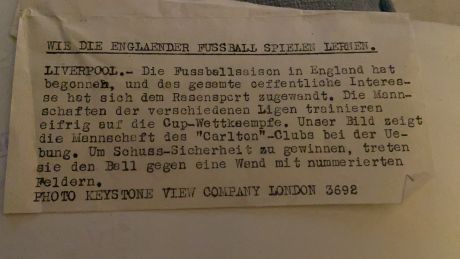 WIE DIE ENGLAENDER FUSSBALL SPIELEN LERNEN.
LIVERPOOL.- Die Fussballsaison in England hat
begonnen, und das gesamte oeffentliche Interes-
se hat sich dem Rasensport zugewandt. Die Mann-
schaften der verschiedenen Ligen trainieren
eifrig auf die Cup-Wetkaempfe. Unser Bild zeigt
die Mannschaft des "Carlton"-Clubs bei der Ue-
bung. Um Schuss-Sicherheit zu gewinnen, treten
sie den Ball gegen eine Wand mit nummerierten
Feldern.
PHOTO KEYSTONE VIEW COMPANY LONDON 3692